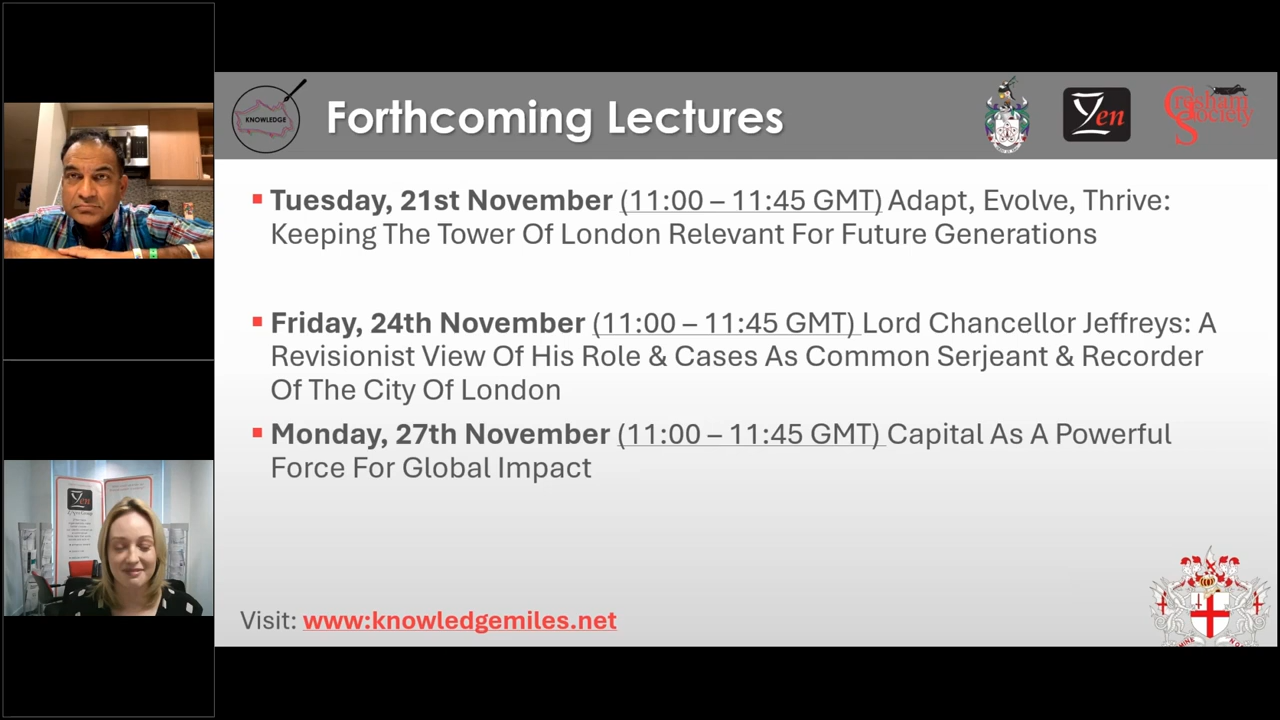 KNOWLEDGE
Forthcoming Lectures
Yen
Gresham
Society
Tuesday, 21st November (11:00 – 11:45 GMT) Adapt, Evolve, Thrive:
Keeping The Tower Of London Relevant For Future Generations
Friday, 24th November (11:00 – 11:45 GMT) Lord Chancellor Jeffreys: A
Revisionist View Of His Role & Cases As Common Serjeant & Recorder
Of The City Of London
Monday, 27th November (11:00 – 11:45 GMT) Capital As A Powerful
Force For Global Impact
Visit: www:knowledgemiles.net
Yen